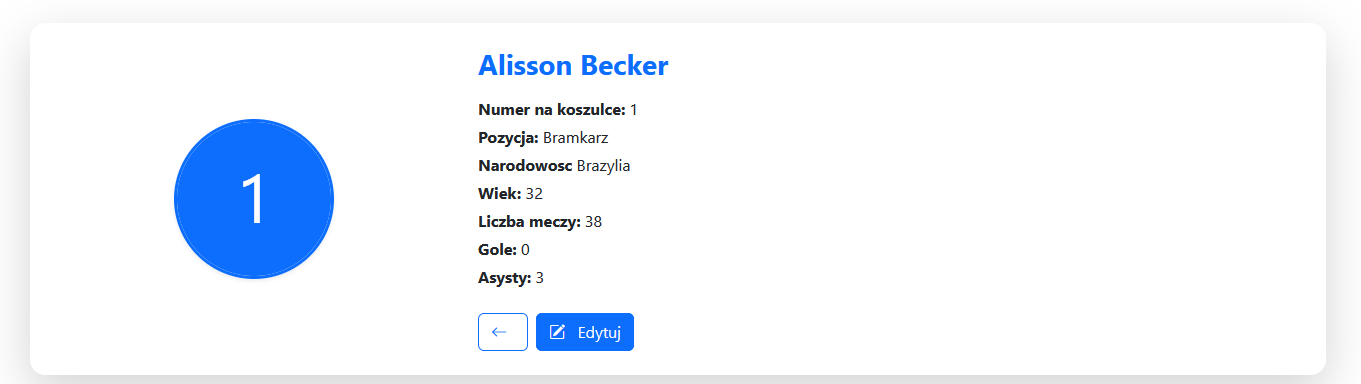 Alisson Becker
1
Numer na koszulce: 1
Pozycja: Bramkarz
Narodowosc Brazylia
Wiek: 32
Liczba meczy: 38
Gole: 0
Asysty: 3
Edytuj